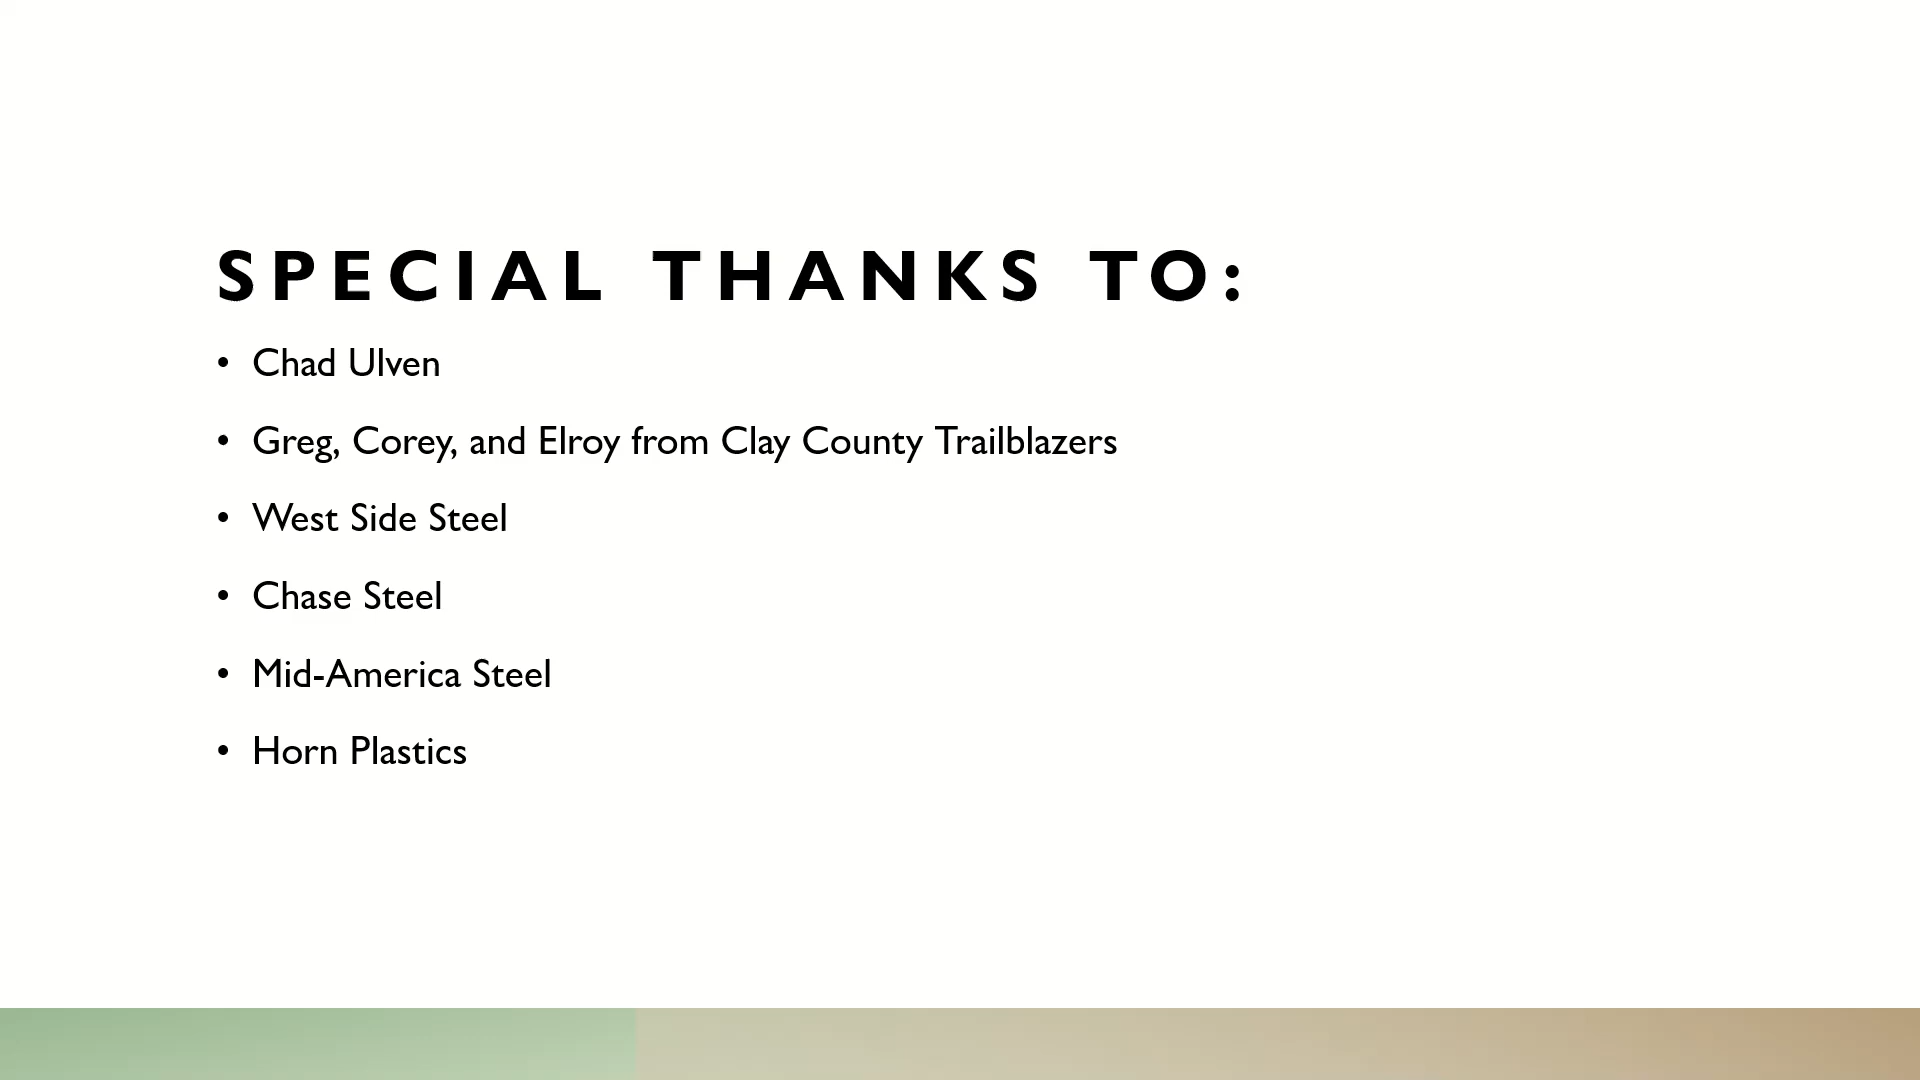 SPECIAL THANKS TO:
• Chad Ulven
• Greg, Corey, and Elroy from Clay County Trailblazers
• West Side Steel
• Chase Steel
• Mid-America Steel
• Horn Plastics